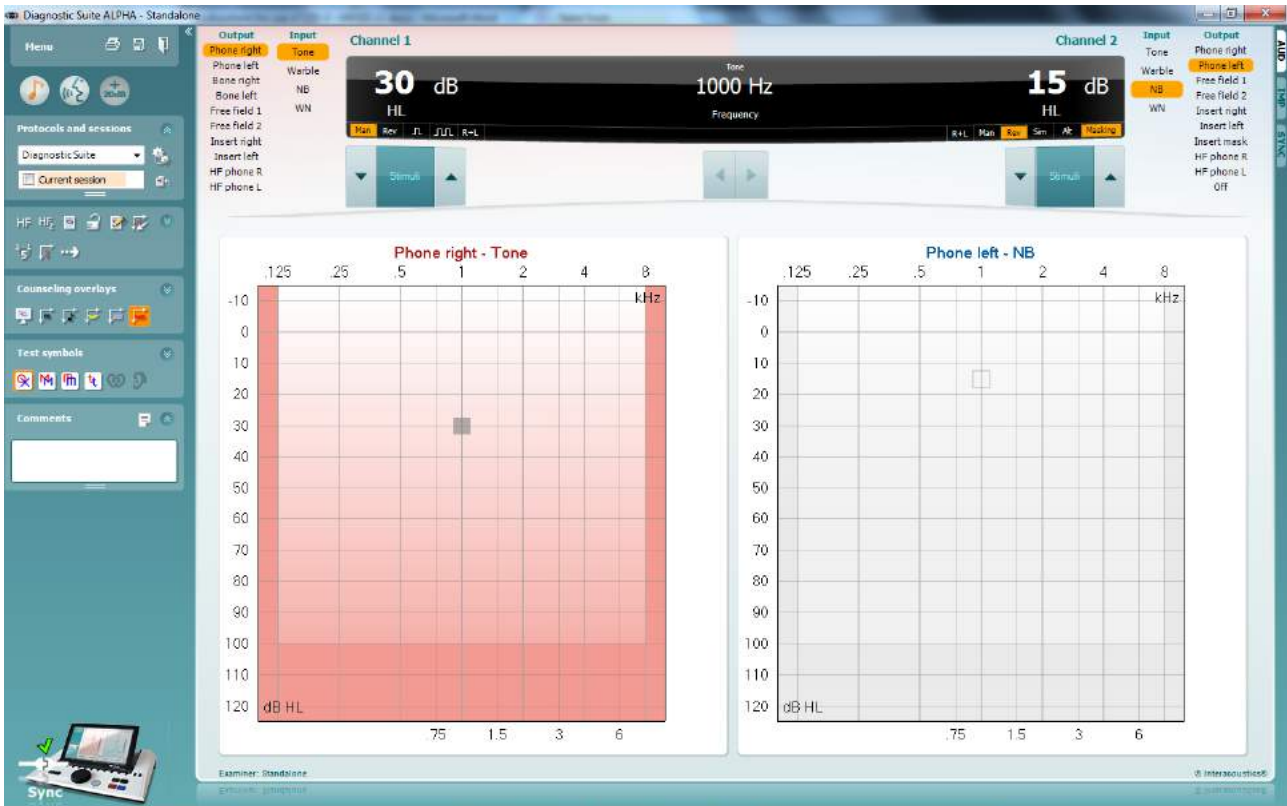 Diagnostic Suite ALPHA - Standalone
Menu
Protocols and sessions
Diagnostic Suite
Current session
HF HF2
Counseling overlays
Test symbols
Comments
Sync
Output
Phone right
Phone left
Bone right
Bone left
Free field 1
Free field 2
Insert right
Insert left
HF phone R
HF phone L
Input
Tone
Warble
NB
WN
Channel 1
Channel 2
30 dB
HL
Man Rev R+L
Tone
1000 Hz
Frequency
15 dB
HL
R+L Man Rev Sim Alt Masking
Stimuli
Stimuli
Input
Tone
Warble
NB
WN
Output
Phone right
Phone left
Free field 1
Free field 2
Insert right
Insert left
Insert mask
HF phone R
HF phone L
Off
AUD
IMP
SYNC
Phone right - Tone
.125 .25 .5 1 2 4 8
kHz
-10
0
10
20
30
40
50
60
70
80
90
100
110
120 dB HL
.75 1.5 3 6
Phone left - NB
.125 .25 .5 1 2 4 8
kHz
-10
0
10
20
30
40
50
60
70
80
90
100
110
120 dB HL
.75 1.5 3 6
Examiner: Standalone
® Interacoustics®